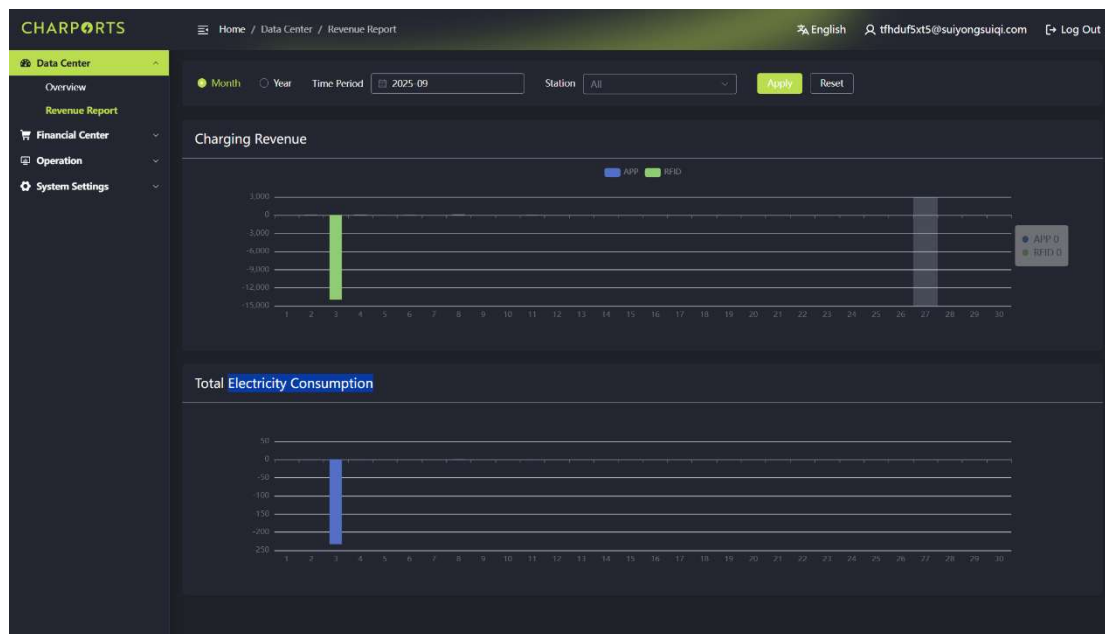 CHARPORTS
Home / Data Center / Revenue Report
English
tfhduf5xt5@suiyongsuiqi.com
Log Out
Data Center
Overview
Revenue Report
Financial Center
Operation
System Settings
Month Year Time Period 2025-09 Station All Apply Reset
Charging Revenue
APP RFID
3,000
0
3,000
-6,000
-9,000
-12,000
-15,000
1 2 3 4 5 6 7 8 9 10 11 12 13 14 15 16 17 18 19 20 21 22 23 24 25 26 27 28 29 30
APP 0
RFID 0
Total Electricity Consumption
50
0
-50
-100
-150
-200
250
1 2 3 4 5 6 7 8 9 10 11 12 13 14 15 16 17 18 19 20 21 22 23 24 25 26 27 28 29 30